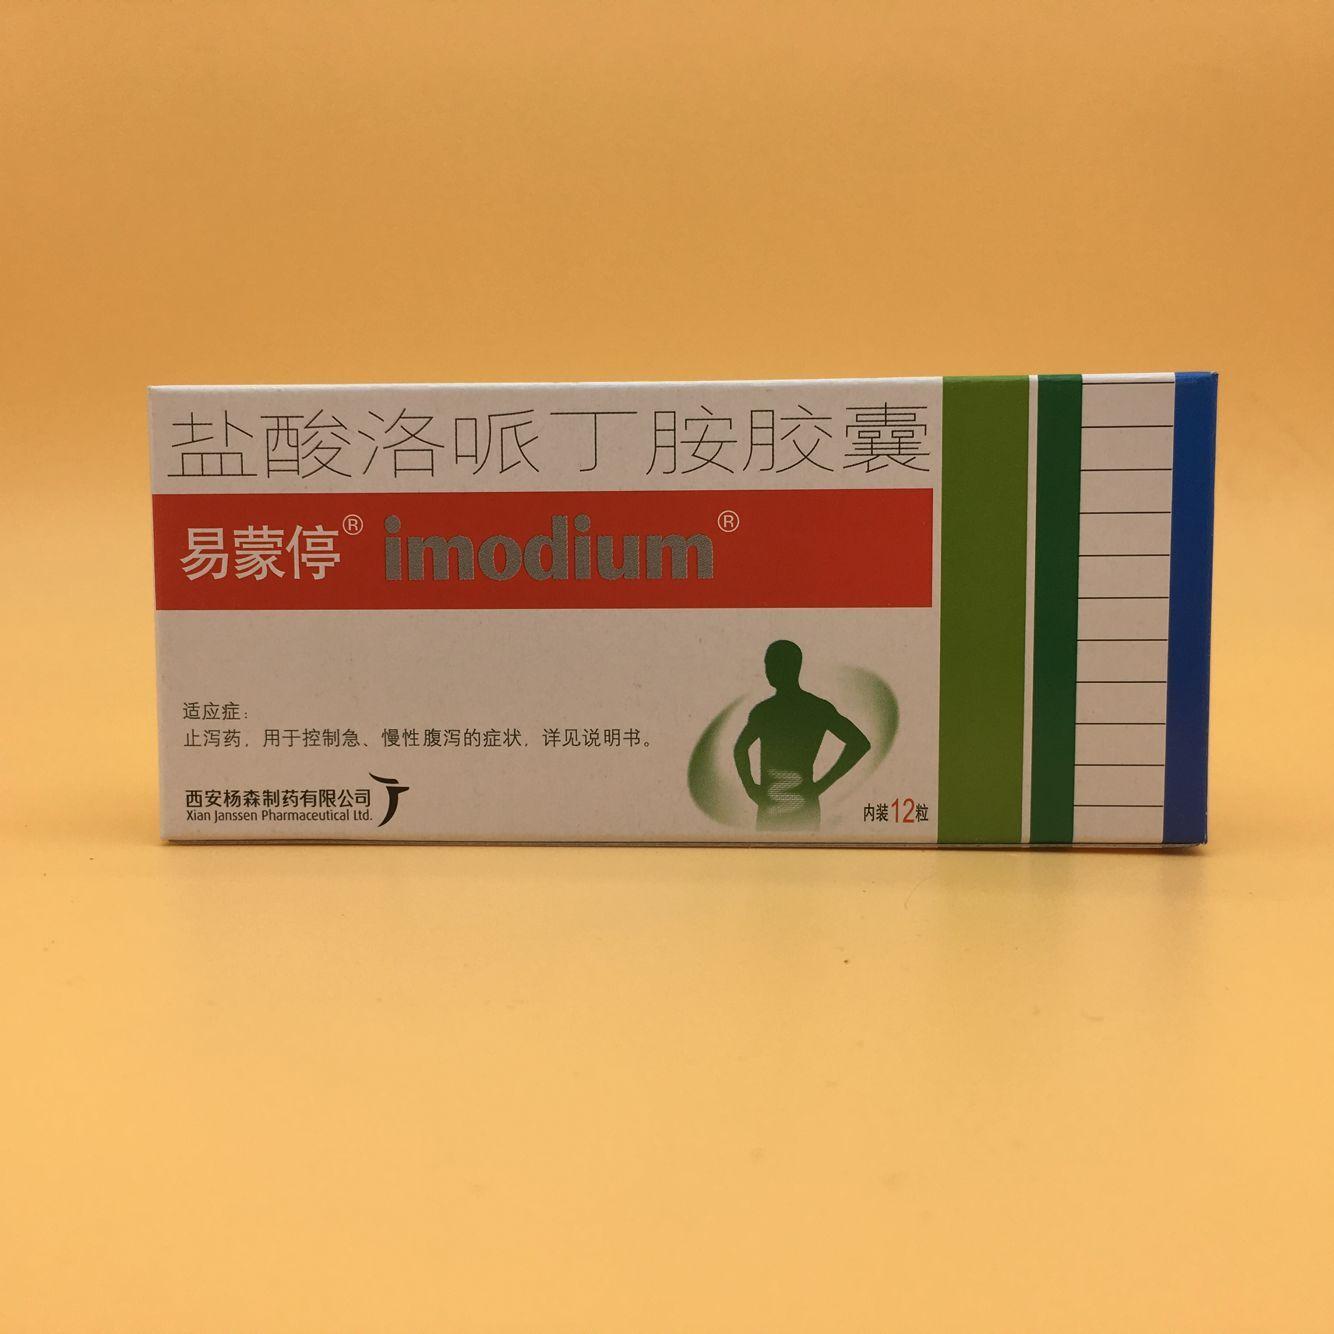 盐酸洛哌丁胺胶囊
易蒙停® imodium®
适应症:
止泻药, 用于控制急、慢性腹泻的症状, 详见说明书。
西安杨森制药有限公司
Xian Janssen Pharmaceutical Ltd.
内装12粒